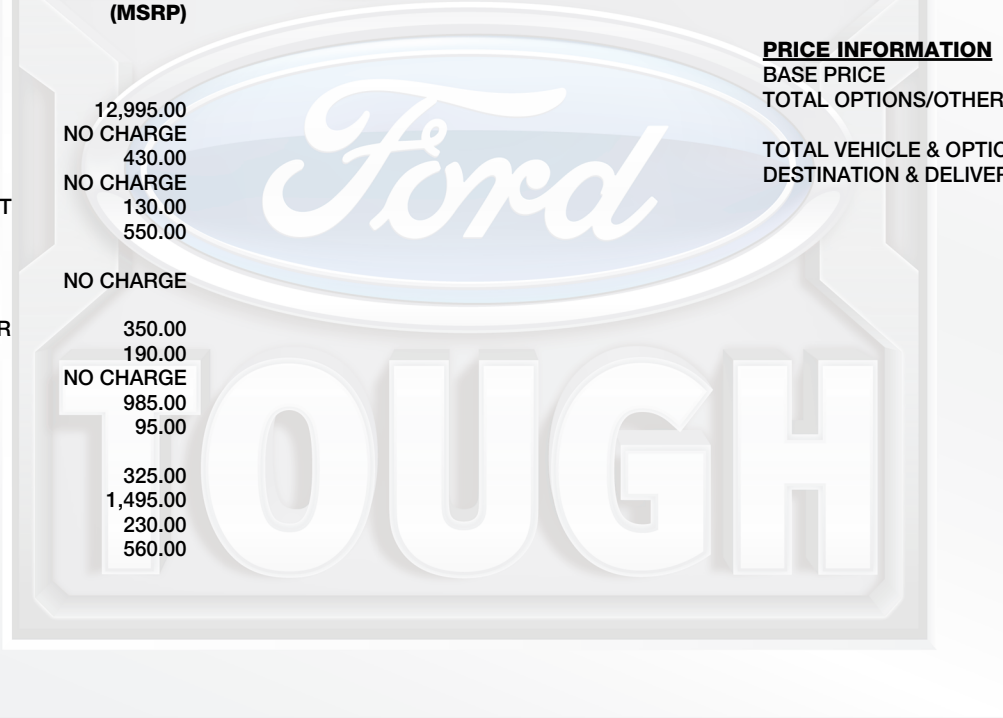 (MSRP)
12,995.00
NO CHARGE
430.00
NO CHARGE
T 130.00
550.00
NO CHARGE
R 350.00
190.00
NO CHARGE
985.00
95.00
325.00
1,495.00
230.00
560.00
PRICE INFORMATION
BASE PRICE
TOTAL OPTIONS/OTHER
TOTAL VEHICLE & OPTIO
DESTINATION & DELIVER
Ford
TOUGH